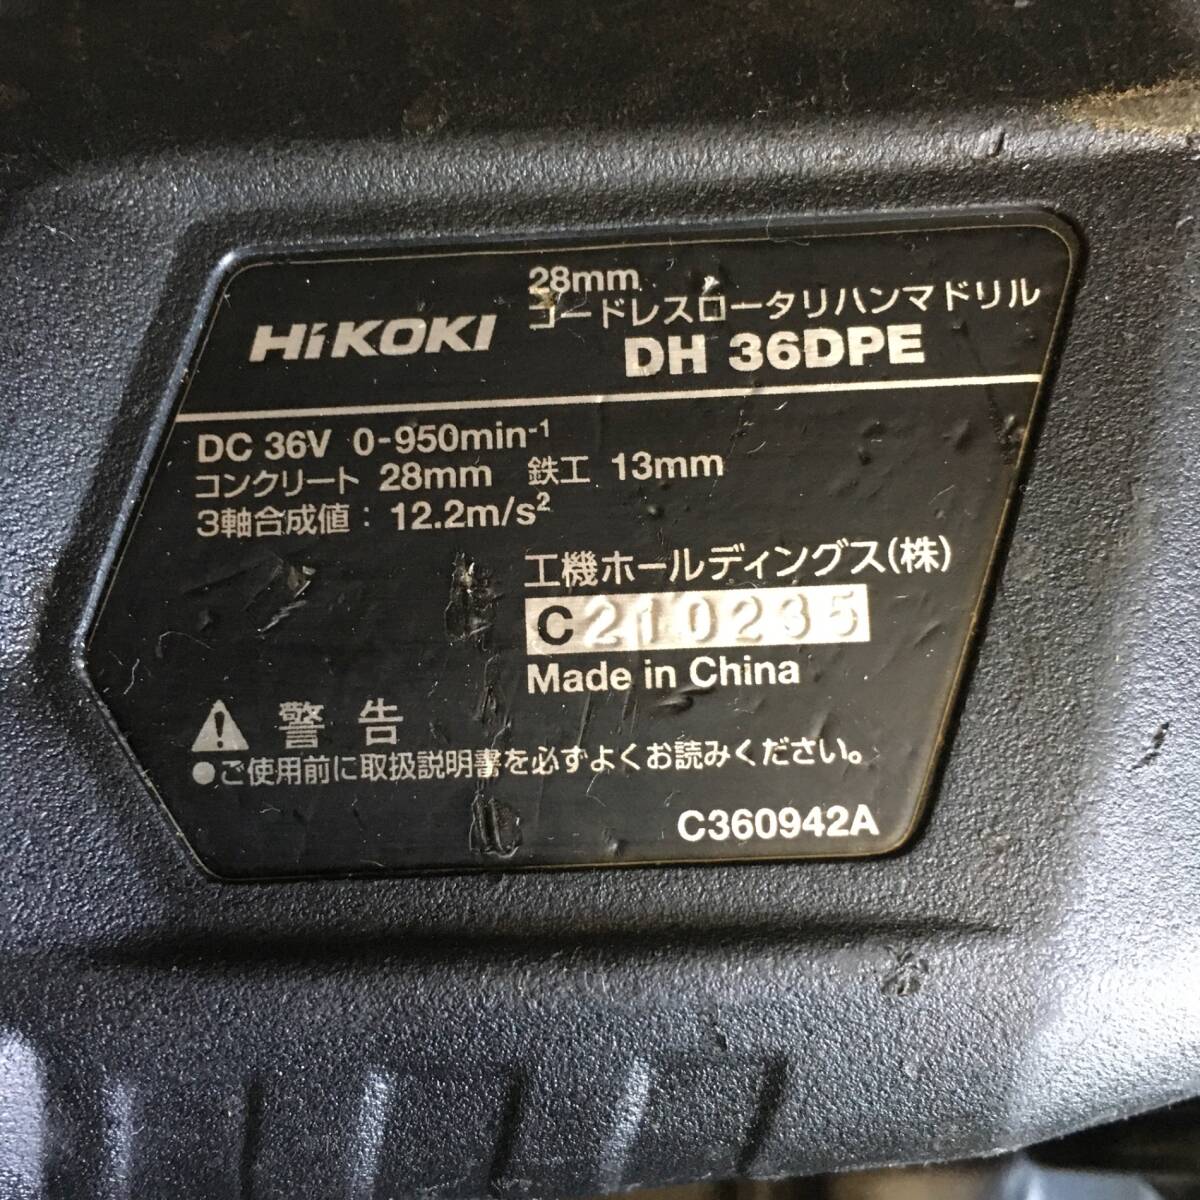 HiKOKI
28mm
コードレスロータリハンマドリル
DH 36DPE
DC 36V 0-950min-1
コンクリート 28mm 鉄工 13mm
3軸合成値 : 12.2m/s²
工機ホールディングス(株)
C210235
Made in China
警告
●ご使用前に取扱説明書を必ずよくお読みください。
C360942A